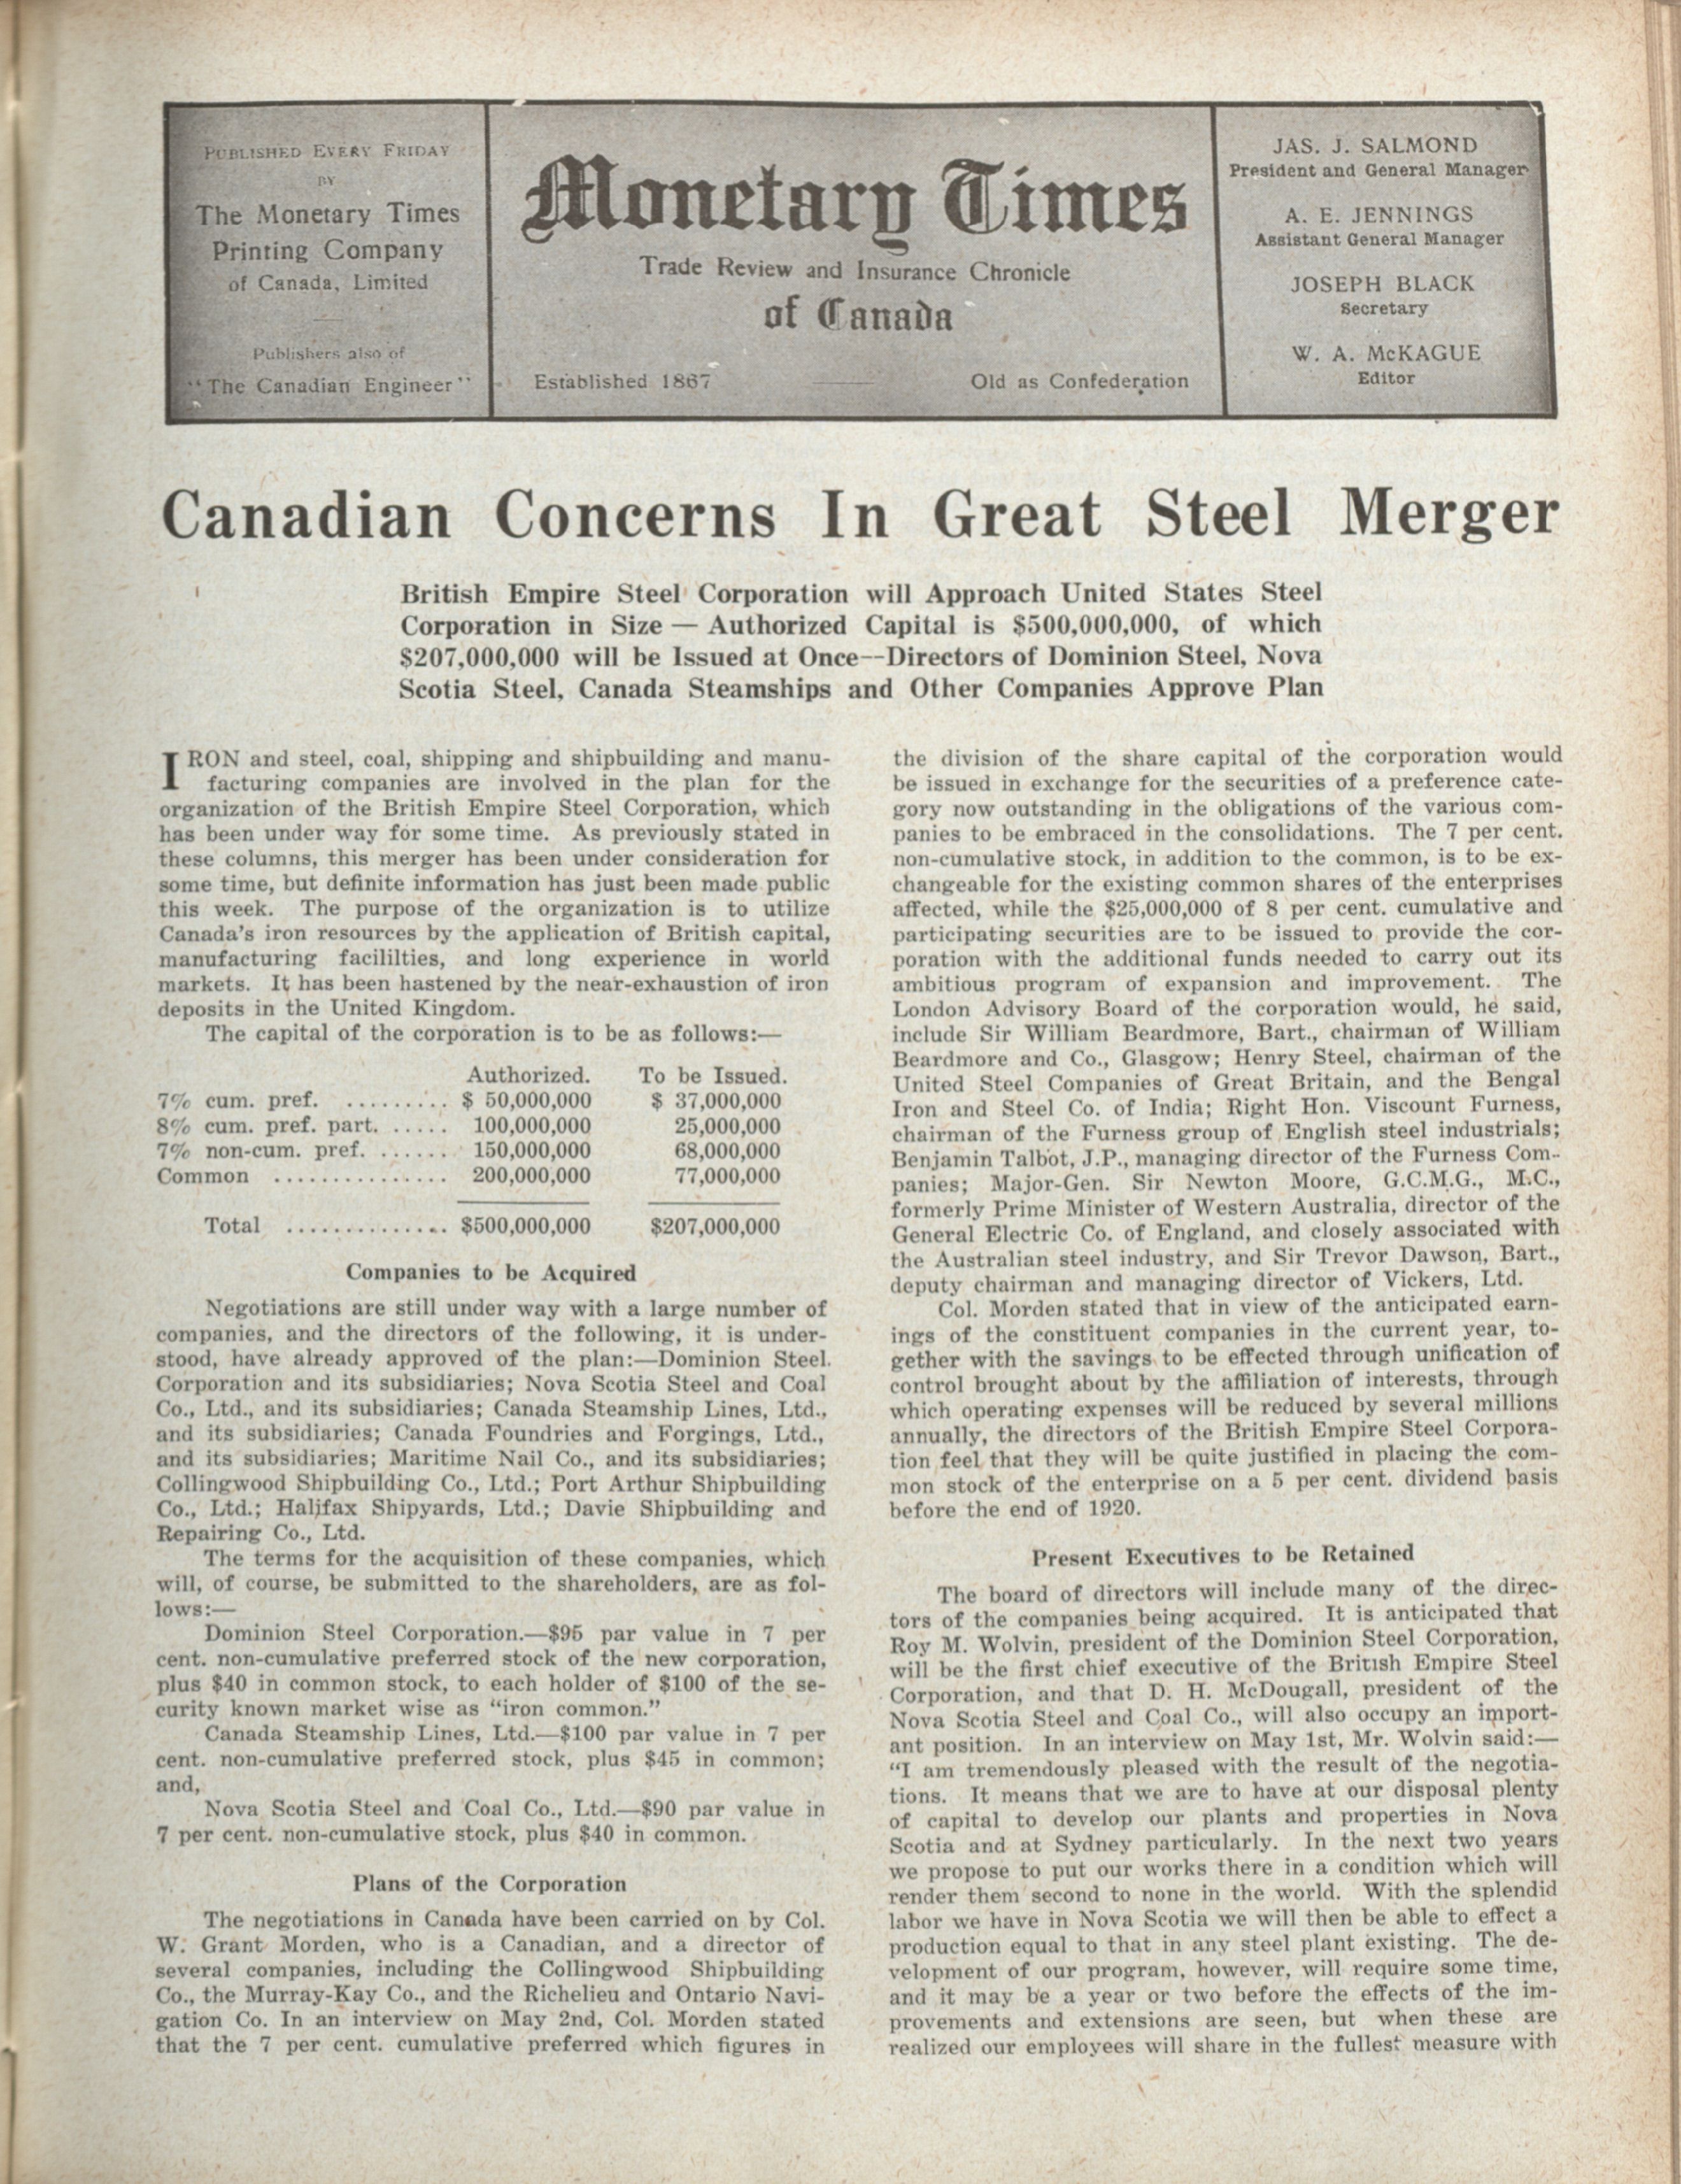 PUBLISHED EVERY FRIDAY
BY
The Monetary Times
Printing Company
of Canada, Limited
Publishers also of
"The Canadian Engineer"
Monetary Times
Trade Review and Insurance Chronicle
of Canada
Established 1867
Old as Confederation
JAS. J. SALMOND
President and General Manager
A. E. JENNINGS
Assistant General Manager
JOSEPH BLACK
Secretary
W. A. McKAGUE
Editor
Canadian Concerns In Great Steel Merger
British Empire Steel Corporation will Approach United States Steel
Corporation in Size — Authorized Capital is $500,000,000, of which
$207,000,000 will be Issued at Once--Directors of Dominion Steel, Nova
Scotia Steel, Canada Steamships and Other Companies Approve Plan
IRON and steel, coal, shipping and shipbuilding and manu-
facturing companies are involved in the plan for the
organization of the British Empire Steel Corporation, which
has been under way for some time. As previously stated in
these columns, this merger has been under consideration for
some time, but definite information has just been made public
this week. The purpose of the organization is to utilize
Canada's iron resources by the application of British capital,
manufacturing facililties, and long experience in world
markets. It has been hastened by the near-exhaustion of iron
deposits in the United Kingdom.
The capital of the corporation is to be as follows:—
Authorized. To be Issued.
7% cum. pref. ......... $ 50,000,000 $ 37,000,000
8% cum. pref. part. ..... 100,000,000 25,000,000
7% non-cum. pref. ...... 150,000,000 68,000,000
Common ............... 200,000,000 77,000,000
Total .............. $500,000,000 $207,000,000
Companies to be Acquired
Negotiations are still under way with a large number of
companies, and the directors of the following, it is under-
stood, have already approved of the plan:—Dominion Steel.
Corporation and its subsidiaries; Nova Scotia Steel and Coal
Co., Ltd., and its subsidiaries; Canada Steamship Lines, Ltd.,
and its subsidiaries; Canada Foundries and Forgings, Ltd.,
and its subsidiaries; Maritime Nail Co., and its subsidiaries;
Collingwood Shipbuilding Co., Ltd.; Port Arthur Shipbuilding
Co., Ltd.; Halifax Shipyards, Ltd.; Davie Shipbuilding and
Repairing Co., Ltd.
The terms for the acquisition of these companies, which
will, of course, be submitted to the shareholders, are as fol-
lows:—
Dominion Steel Corporation.—$95 par value in 7 per
cent. non-cumulative preferred stock of the new corporation,
plus $40 in common stock, to each holder of $100 of the se-
curity known market wise as "iron common."
Canada Steamship Lines, Ltd.—$100 par value in 7 per
cent. non-cumulative preferred stock, plus $45 in common;
and,
Nova Scotia Steel and Coal Co., Ltd.—$90 par value in
7 per cent. non-cumulative stock, plus $40 in common.
Plans of the Corporation
The negotiations in Canada have been carried on by Col.
W. Grant Morden, who is a Canadian, and a director of
several companies, including the Collingwood Shipbuilding
Co., the Murray-Kay Co., and the Richelieu and Ontario Navi-
gation Co. In an interview on May 2nd, Col. Morden stated
that the 7 per cent. cumulative preferred which figures in
the division of the share capital of the corporation would
be issued in exchange for the securities of a preference cate-
gory now outstanding in the obligations of the various com-
panies to be embraced in the consolidations. The 7 per cent.
non-cumulative stock, in addition to the common, is to be ex-
changeable for the existing common shares of the enterprises
affected, while the $25,000,000 of 8 per cent. cumulative and
participating securities are to be issued to provide the cor-
poration with the additional funds needed to carry out its
ambitious program of expansion and improvement. The
London Advisory Board of the corporation would, he said,
include Sir William Beardmore, Bart., chairman of William
Beardmore and Co., Glasgow; Henry Steel, chairman of the
United Steel Companies of Great Britain, and the Bengal
Iron and Steel Co. of India; Right Hon. Viscount Furness,
chairman of the Furness group of English steel industrials;
Benjamin Talbot, J.P., managing director of the Furness Com-
panies; Major-Gen. Sir Newton Moore, G.C.M.G., M.C.,
formerly Prime Minister of Western Australia, director of the
General Electric Co. of England, and closely associated with
the Australian steel industry, and Sir Trevor Dawson, Bart.,
deputy chairman and managing director of Vickers, Ltd.
Col. Morden stated that in view of the anticipated earn-
ings of the constituent companies in the current year, to-
gether with the savings to be effected through unification of
control brought about by the affiliation of interests, through
which operating expenses will be reduced by several millions
annually, the directors of the British Empire Steel Corpora-
tion feel that they will be quite justified in placing the com-
mon stock of the enterprise on a 5 per cent. dividend basis
before the end of 1920.
Present Executives to be Retained
The board of directors will include many of the direc-
tors of the companies being acquired. It is anticipated that
Roy M. Wolvin, president of the Dominion Steel Corporation,
will be the first chief executive of the British Empire Steel
Corporation, and that D. H. McDougall, president of the
Nova Scotia Steel and Coal Co., will also occupy an import-
ant position. In an interview on May 1st, Mr. Wolvin said:—
"I am tremendously pleased with the result of the negotia-
tions. It means that we are to have at our disposal plenty
of capital to develop our plants and properties in Nova
Scotia and at Sydney particularly. In the next two years
we propose to put our works there in a condition which will
render them second to none in the world. With the splendid
labor we have in Nova Scotia we will then be able to effect a
production equal to that in any steel plant existing. The de-
velopment of our program, however, will require some time,
and it may be a year or two before the effects of the im-
provements and extensions are seen, but when these are
realized our employees will share in the fullest measure with